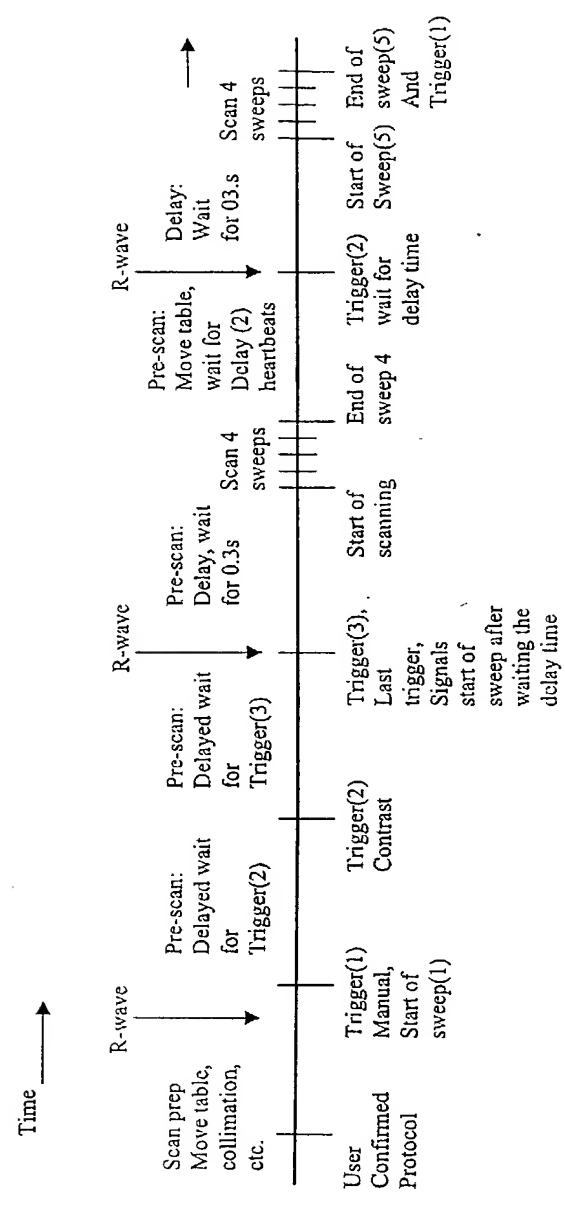 Time
R-wave
R-wave
R-wave
Scan prep
Move table,
collimation,
etc.
Pre-scan:
Delayed wait
for
Trigger(2)
Pre-scan:
Delayed wait
for
Trigger(3)
Pre-scan:
Delay, wait
for 0.3s
Scan 4
sweeps
Pre-scan:
Move table,
wait for
Delay (2)
heartbeats
Delay:
Wait
for 03.s
Scan 4
sweeps
User
Confirmed
Protocol
Trigger(1)
Manual,
Start of
sweep(1)
Trigger(2)
Contrast
Trigger(3),
Last
trigger,
Signals
start of
sweep after
waiting the
delay time
Start of
scanning
End of
sweep 4
Trigger(2)
wait for
delay time
Start of
Sweep(5)
End of
sweep(5)
And
Trigger(1)